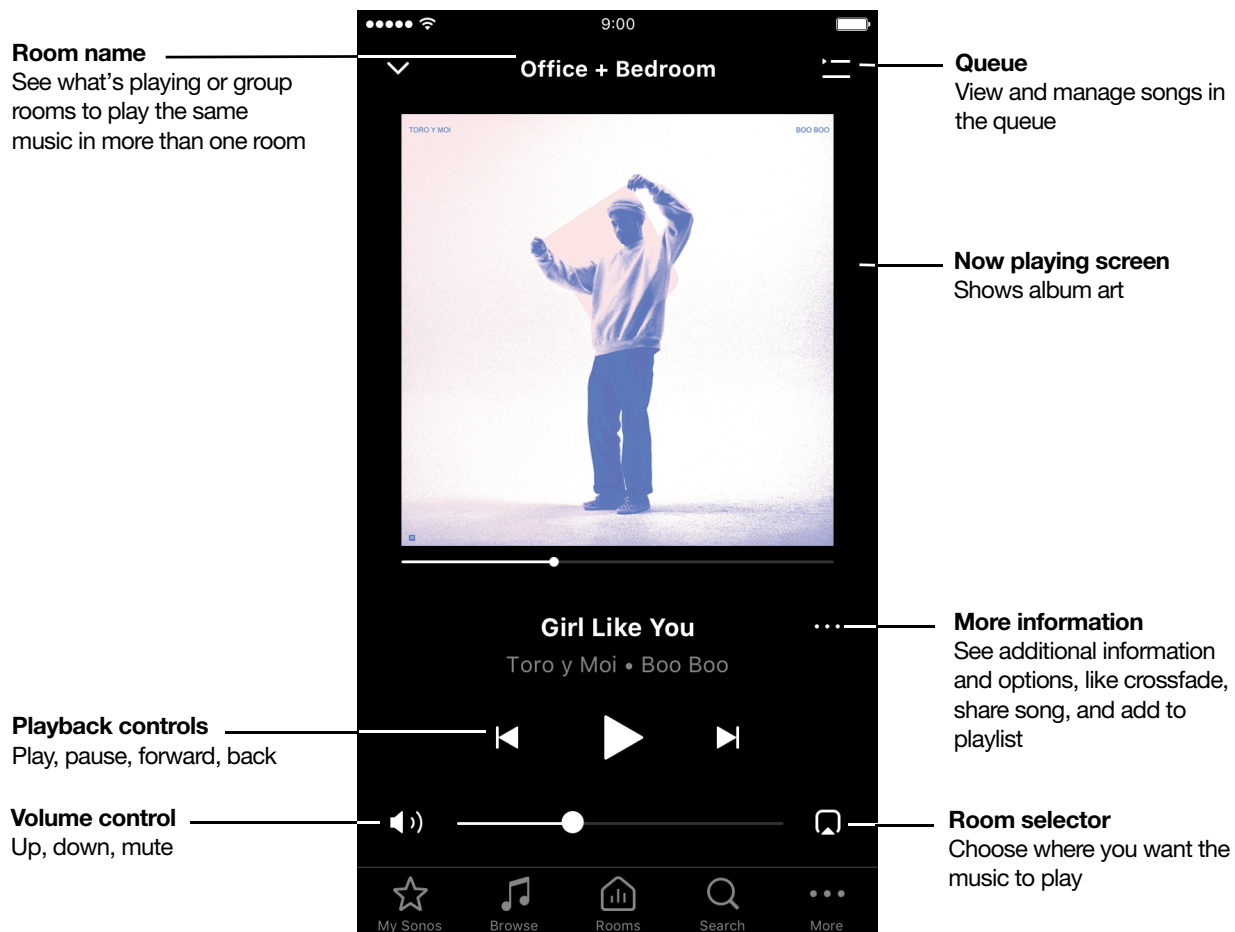 9:00
Room name
See what's playing or group
rooms to play the same
music in more than one room
Office + Bedroom
Queue
View and manage songs in
the queue
TORO Y MOI
BOO BOO
Now playing screen
Shows album art
Girl Like You
Toro y Moi • Boo Boo
More information
See additional information
and options, like crossfade,
share song, and add to
playlist
Playback controls
Play, pause, forward, back
Volume control
Up, down, mute
Room selector
Choose where you want the
music to play
My Sonos
Browse
Rooms
Search
More